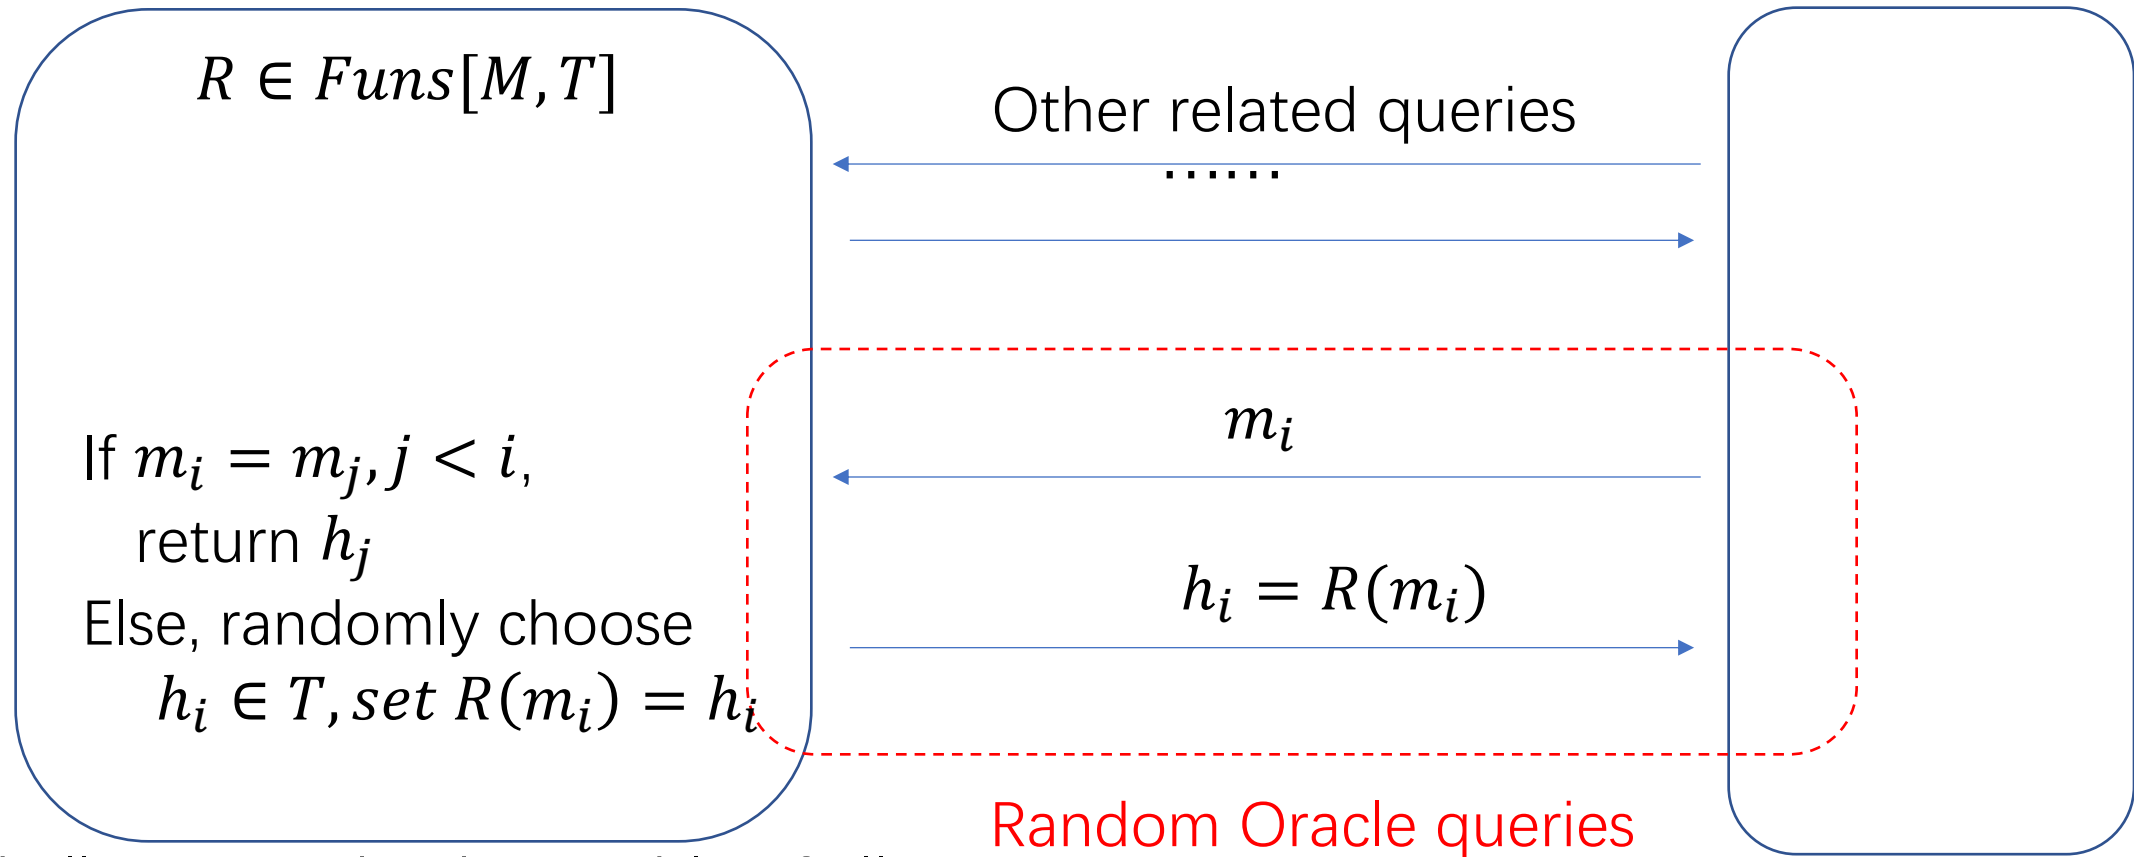 R ∈ Funs[M, T]
Other related queries
……
If m_i = m_j, j < i,
return h_j
Else, randomly choose
h_i ∈ T, set R(m_i) = h_i
m_i
h_i = R(m_i)
Random Oracle queries